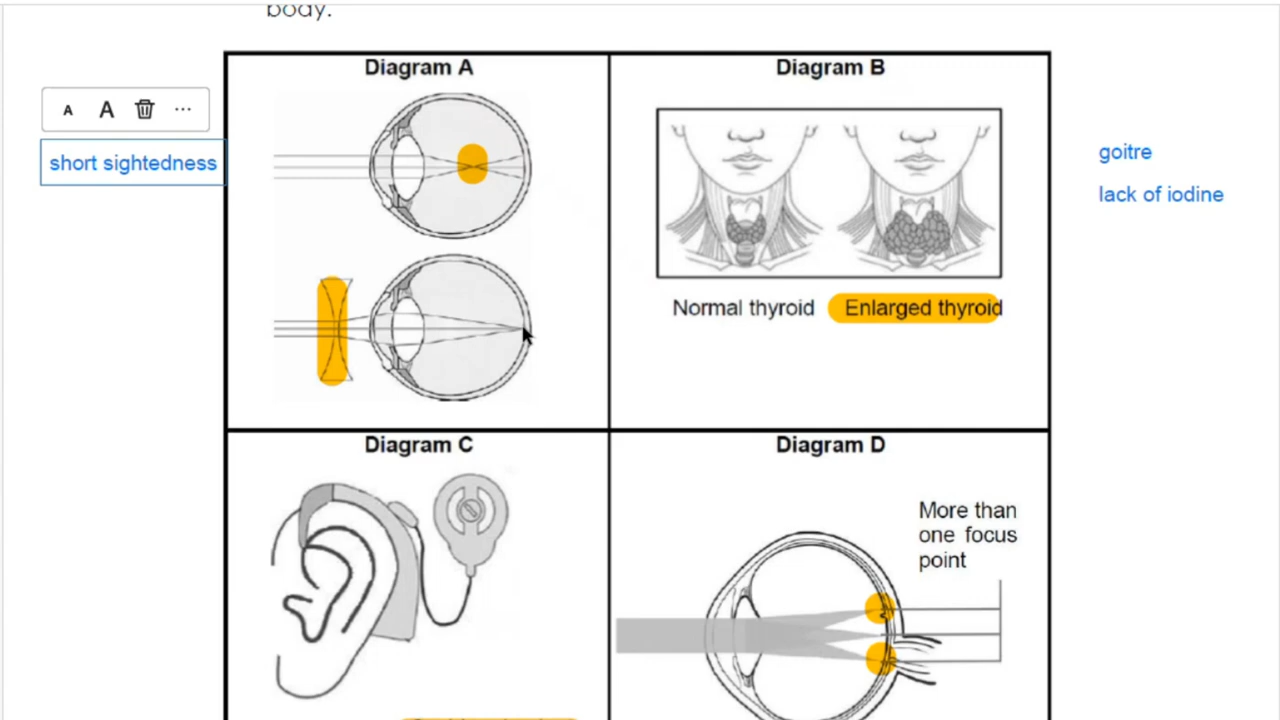 body.
Diagram A
Diagram B
A A ...
short sightedness
goitre
lack of iodine
Normal thyroid
Enlarged thyroid
Diagram C
Diagram D
More than
one focus
point